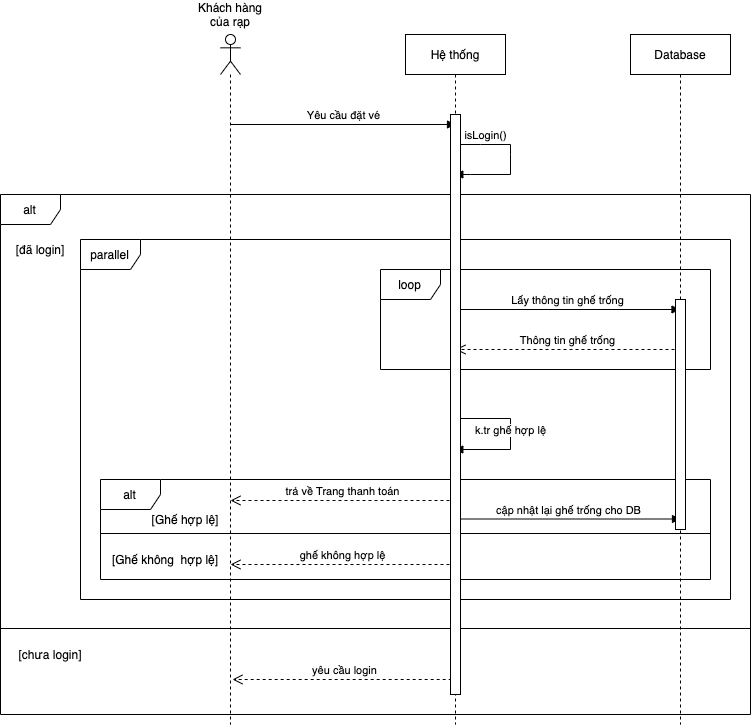 Khách hàng
của rạp
Hệ thống
Database
Yêu cầu đặt vé
isLogin()
alt
[đã login]
parallel
loop
Lấy thông tin ghế trống
Thông tin ghế trống
k.tr ghế hợp lệ
alt
trả về Trang thanh toán
[Ghế hợp lệ]
cập nhật lại ghế trống cho DB
[Ghế không hợp lệ]
ghế không hợp lệ
[chưa login]
yêu cầu login